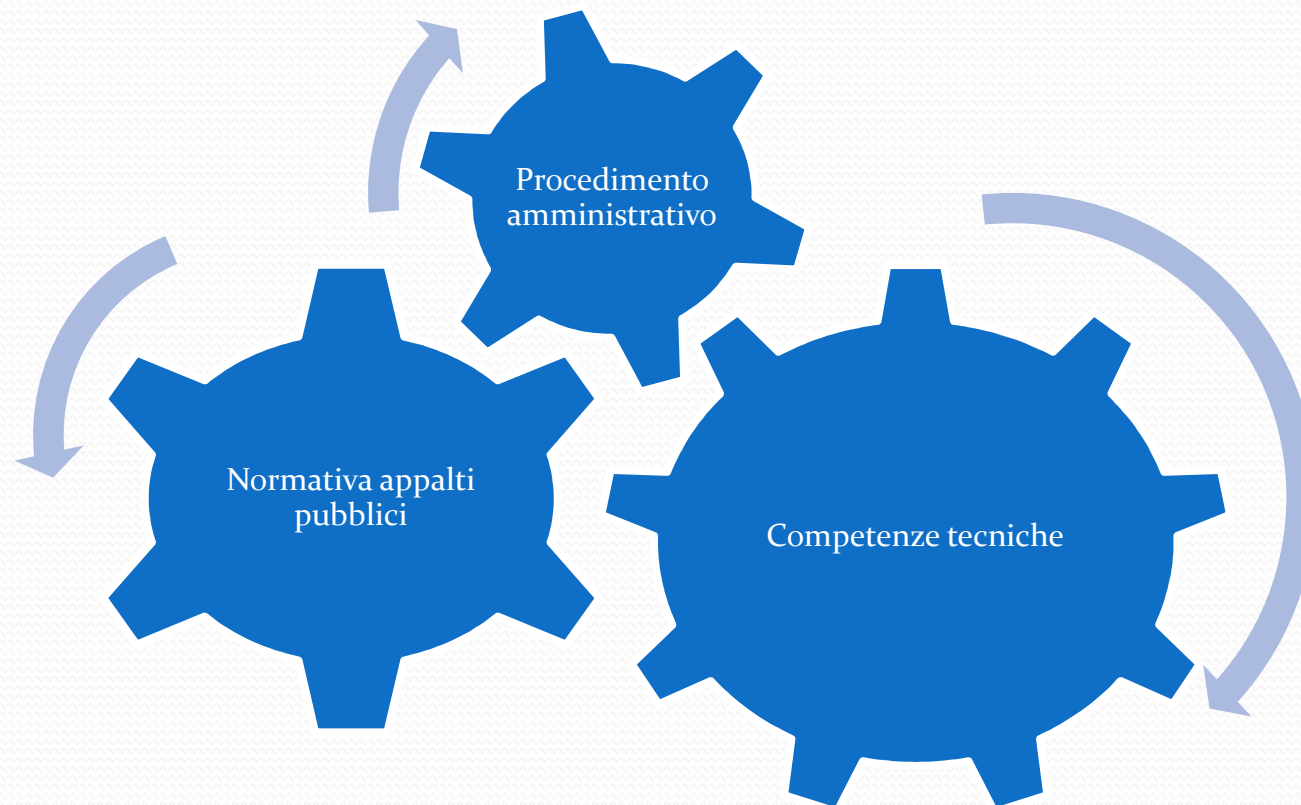 Procedimento
amministrativo
Normativa appalti
pubblici
Competenze tecniche